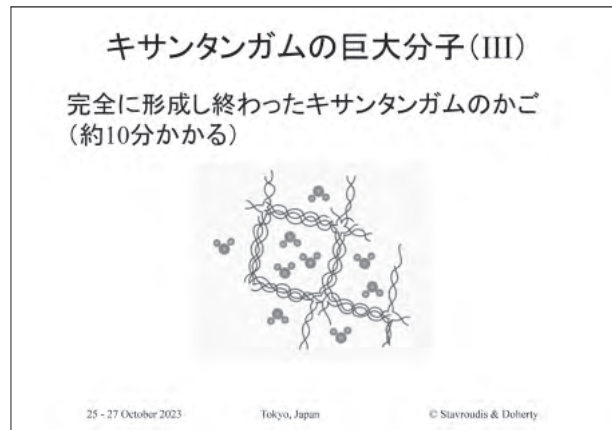 キサンタンガムの巨大分子(III)
完全に形成し終わったキサンタンガムのかご
(約10分かかる)
25 - 27 October 2023
Tokyo, Japan
© Stavroudis & Doherty